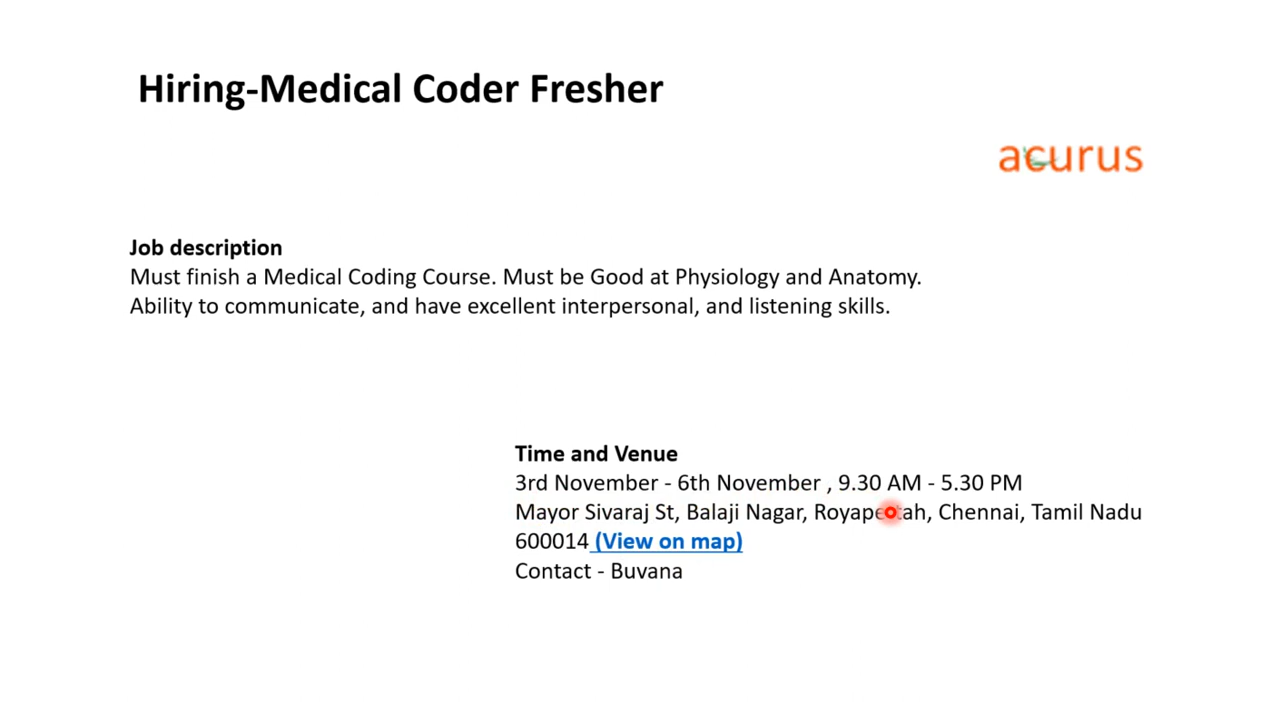 Hiring-Medical Coder Fresher
acurus
Job description
Must finish a Medical Coding Course. Must be Good at Physiology and Anatomy.
Ability to communicate, and have excellent interpersonal, and listening skills.
Time and Venue
3rd November - 6th November , 9.30 AM - 5.30 PM
Mayor Sivaraj St, Balaji Nagar, Chennai, Tamil Nadu
600014 (View on map)
Contact - Buvana